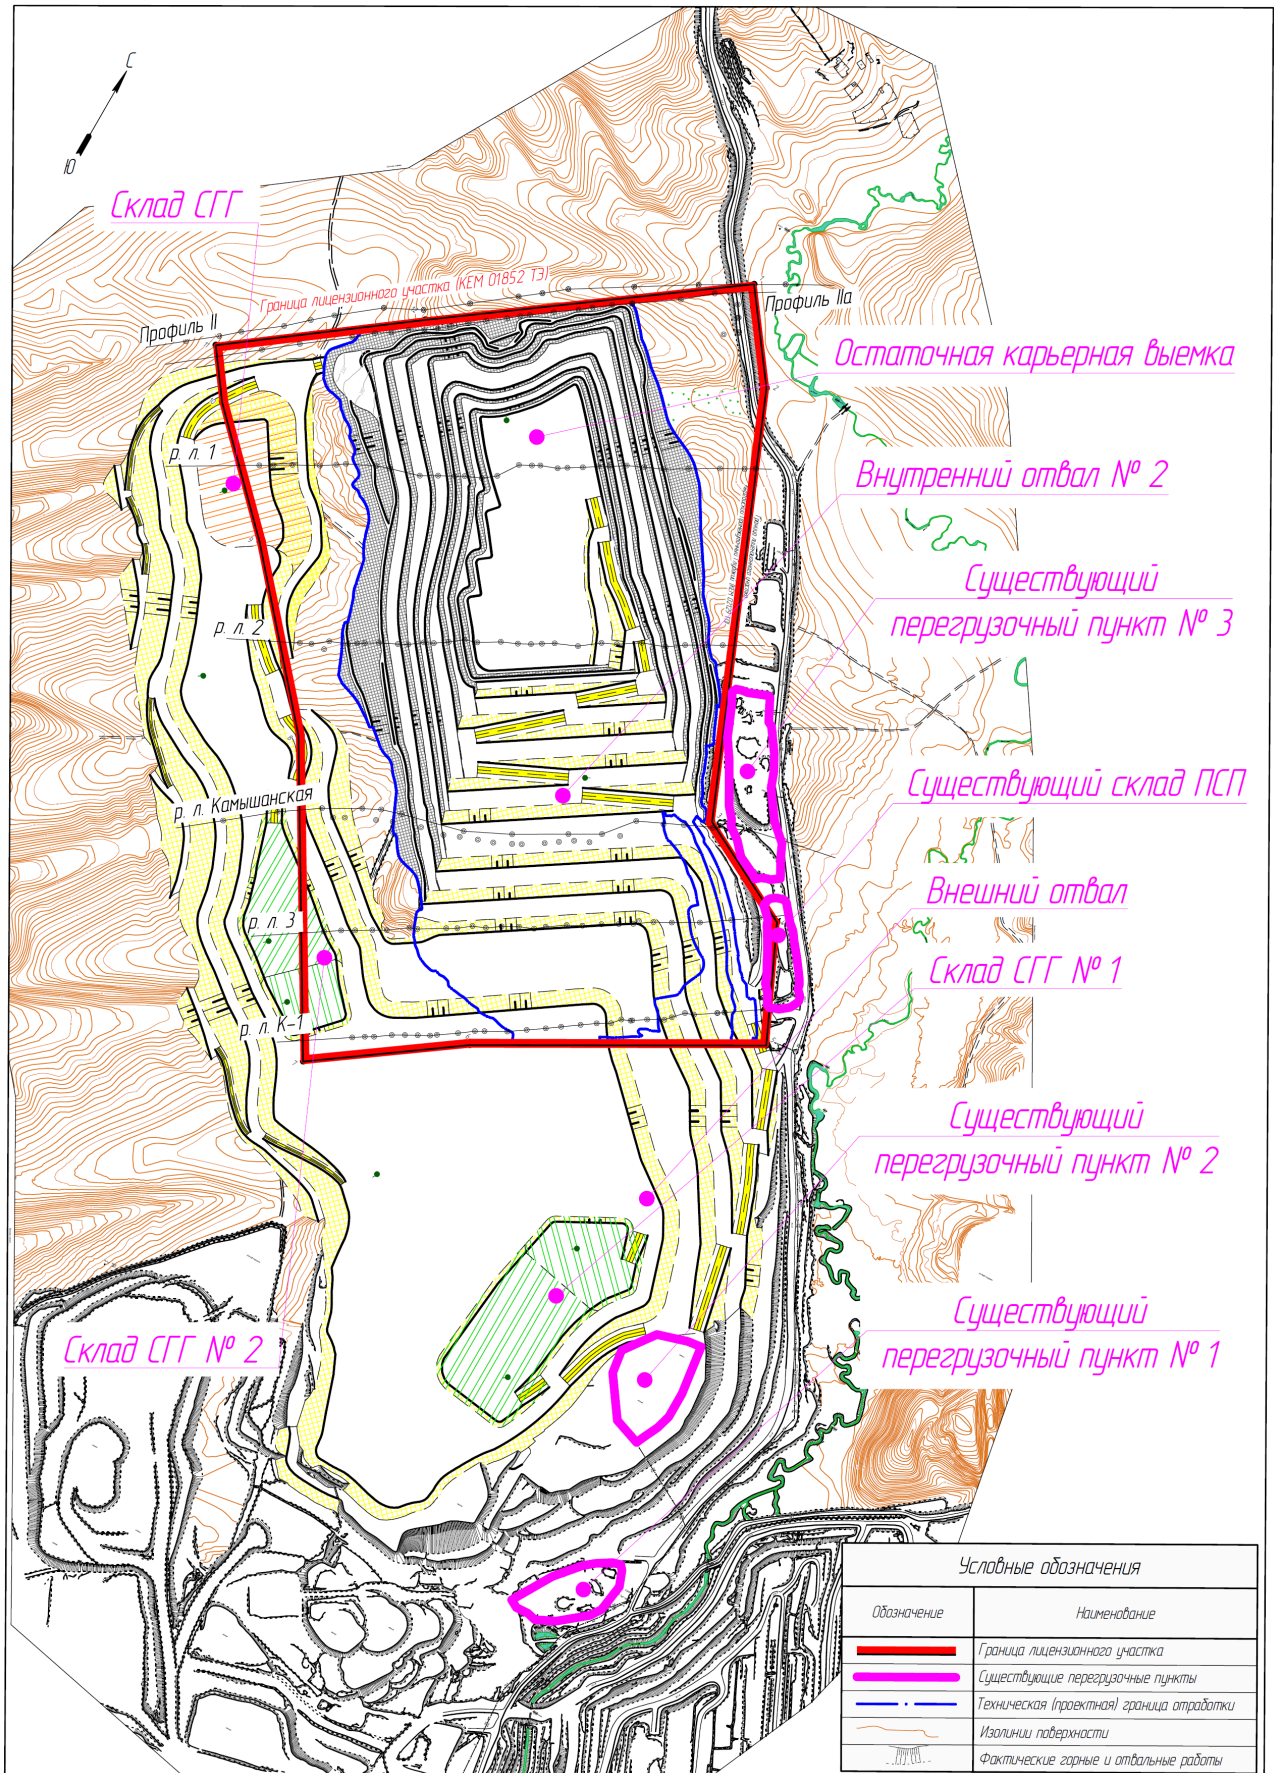 С
Ю
Склад СГГ
Граница лицензионного участка (КЕМ 01852 ТЭ)
Профиль II
Профиль IIа
Остаточная карьерная выемка
р. л. 1
Внутренний отвал № 2
Существующий
перегрузочный пункт № 3
р. л. 2
Существующий склад ПСП
р. л. Камышанская
Внешний отвал
р. л. 3
Склад СГГ № 1
р. л. К-1
Существующий
перегрузочный пункт № 2
Существующий
перегрузочный пункт № 1
Склад СГГ № 2
Условные обозначения
Обозначение
Наименование
Граница лицензионного участка
Существующие перегрузочные пункты
Техническая (проектная) граница отработки
Изолинии поверхности
Фактические горные и отвальные работы